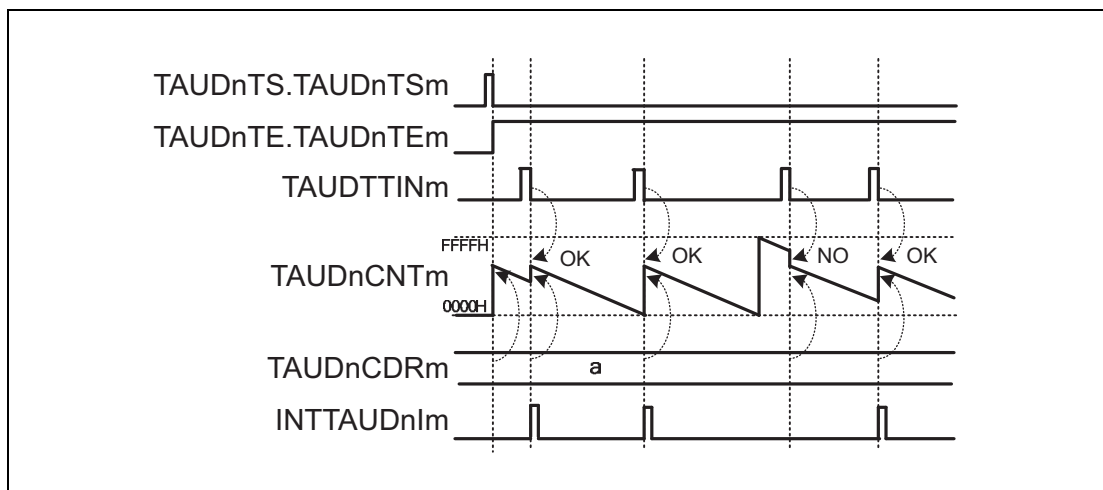 TAUDnTS.TAUDnTSm
TAUDnTE.TAUDnTEm
TAUDTTINm
FFFFH
OK
OK
NO
OK
TAUDnCNTm
0000H
TAUDnCDRm
a
INTTAUDnIm